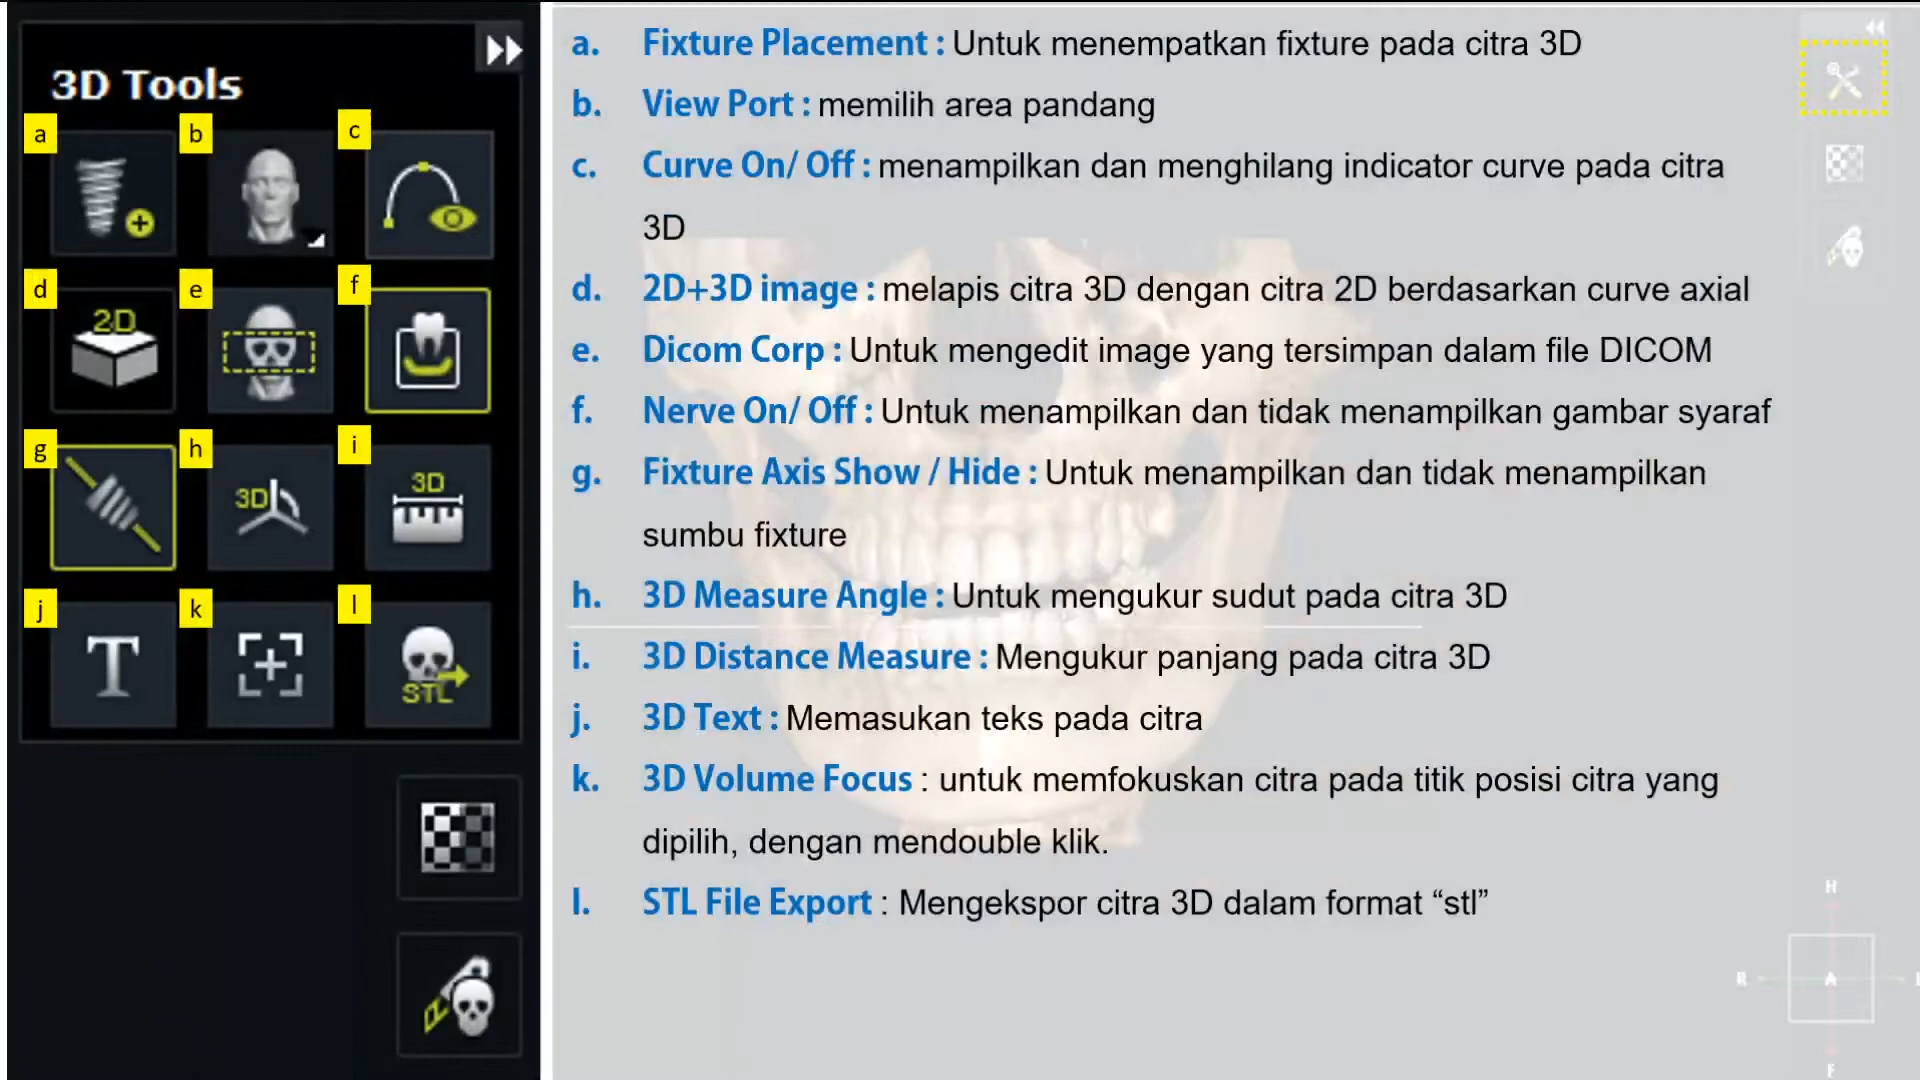 3D Tools
a
b
c
d
2D
e
f
g
h
3D
i
3D
j
T
k
l
STL
a. Fixture Placement : Untuk menempatkan fixture pada citra 3D
b. View Port : memilih area pandang
c. Curve On/ Off : menampilkan dan menghilang indicator curve pada citra
3D
d. 2D+3D image : melapis citra 3D dengan citra 2D berdasarkan curve axial
e. Dicom Corp : Untuk mengedit image yang tersimpan dalam file DICOM
f. Nerve On/ Off : Untuk menampilkan dan tidak menampilkan gambar syaraf
g. Fixture Axis Show / Hide : Untuk menampilkan dan tidak menampilkan
sumbu fixture
h. 3D Measure Angle : Untuk mengukur sudut pada citra 3D
i. 3D Distance Measure : Mengukur panjang pada citra 3D
j. 3D Text : Memasukan teks pada citra
k. 3D Volume Focus : untuk memfokuskan citra pada titik posisi citra yang
dipilih, dengan mendouble klik.
l. STL File Export : Mengekspor citra 3D dalam format “stl”
H
R A
F